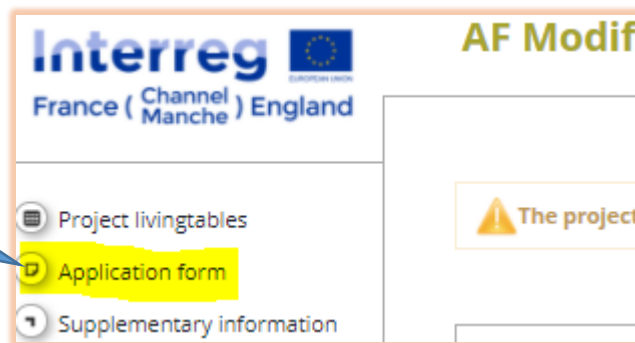 Interreg
EUROPEAN UNION
France ( Channel Manche ) England
AF Modif
The project
Project livingtables
Application form
Supplementary information